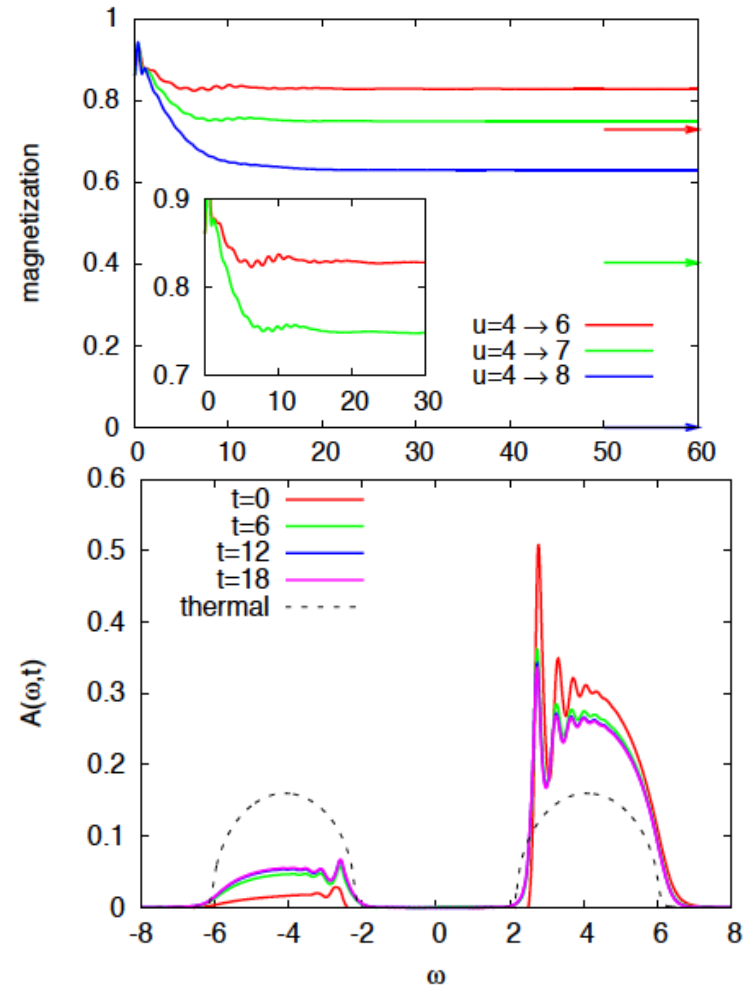 1
0.8
0.6
0.4
0.2
0
magnetization
0.9
0.8
0.7
0 10 20 30
u=4 → 6
u=4 → 7
u=4 → 8
0 10 20 30 40 50 60
0.6
0.5
0.4
0.3
0.2
0.1
0
A(ω,t)
t=0
t=6
t=12
t=18
thermal
-8 -6 -4 -2 0 2 4 6 8
ω